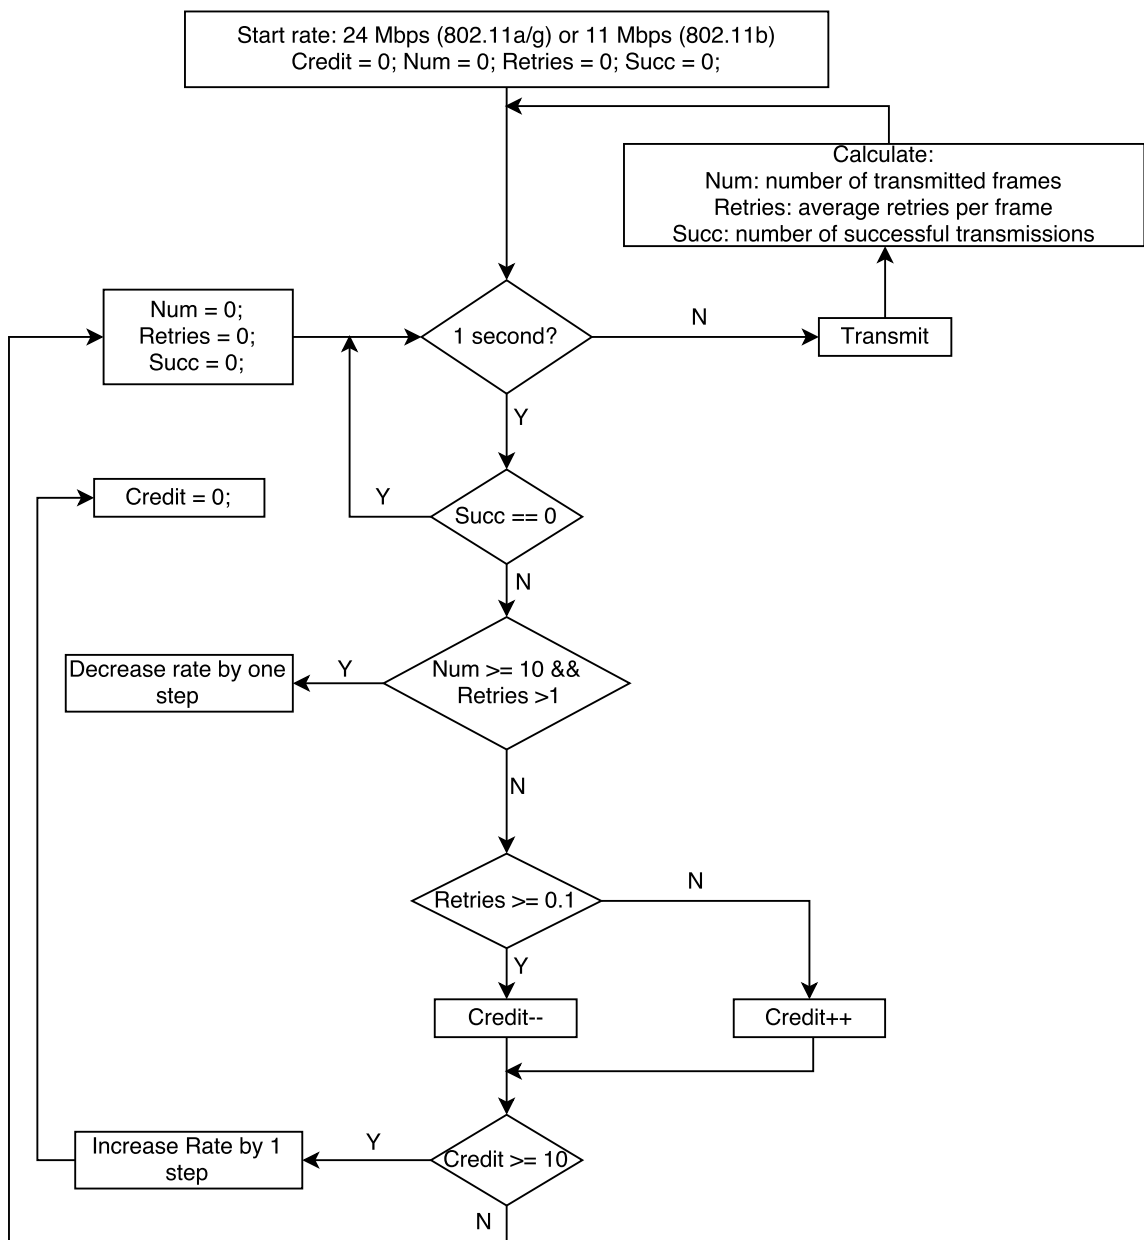 Start rate: 24 Mbps (802.11a/g) or 11 Mbps (802.11b)
Credit = 0; Num = 0; Retries = 0; Succ = 0;
Calculate:
Num: number of transmitted frames
Retries: average retries per frame
Succ: number of successful transmissions
Num = 0;
Retries = 0;
Succ = 0;
1 second?
N
Transmit
Y
Credit = 0;
Y
Succ == 0
N
Decrease rate by one
step
Y
Num >= 10 &&
Retries >1
N
Retries >= 0.1
N
Y
Credit--
Credit++
Increase Rate by 1
step
Y
Credit >= 10
N